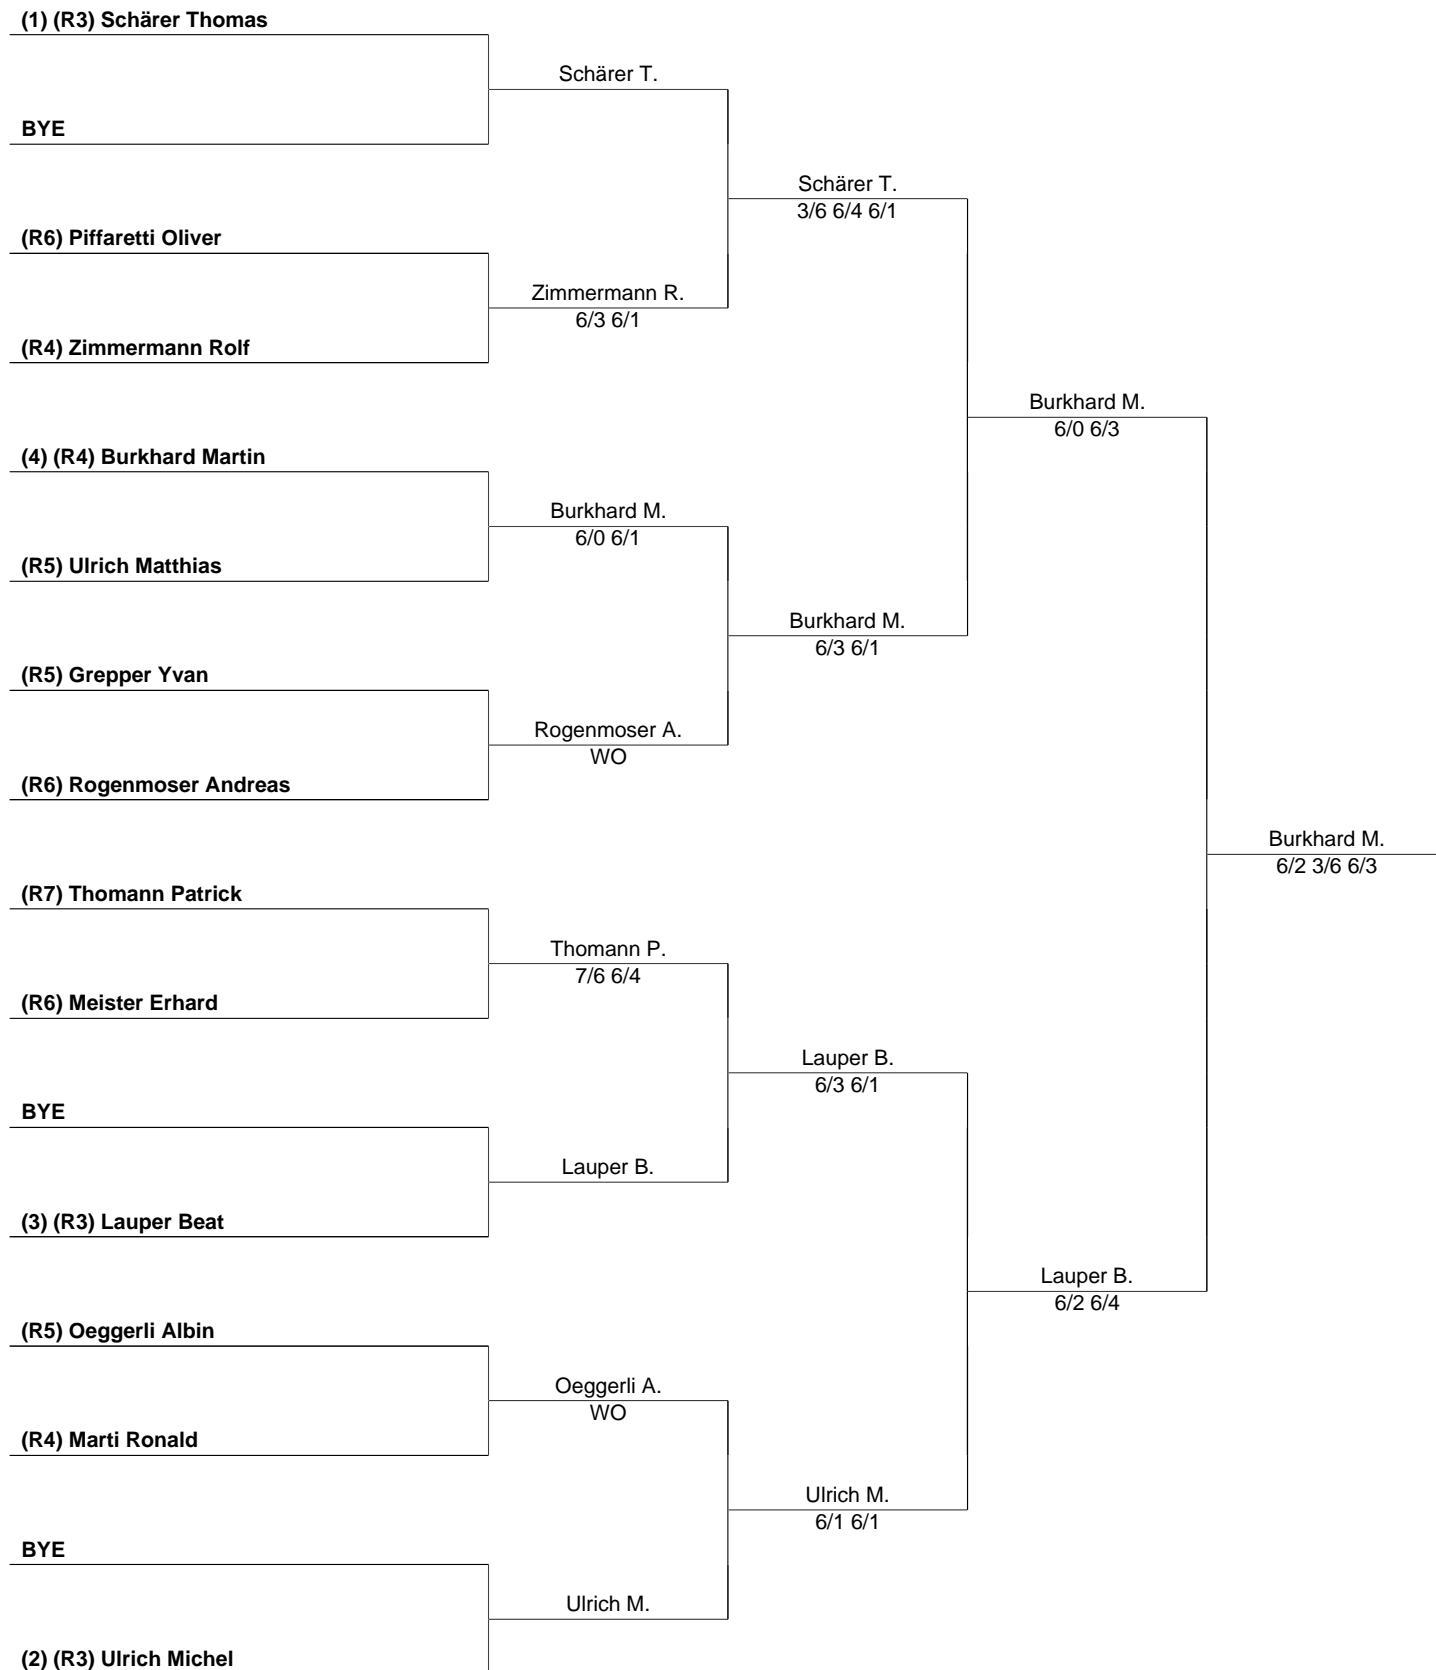 (1) (R3) Schärer Thomas
Schärer T.
BYE
Schärer T.
3/6 6/4 6/1
(R6) Piffaretti Oliver
Zimmermann R.
6/3 6/1
(R4) Zimmermann Rolf
Burkhard M.
6/0 6/3
(4) (R4) Burkhard Martin
Burkhard M.
6/0 6/1
(R5) Ulrich Matthias
Burkhard M.
6/3 6/1
(R5) Grepper Yvan
Rogenmoser A.
WO
(R6) Rogenmoser Andreas
Burkhard M.
6/2 3/6 6/3
(R7) Thomann Patrick
Thomann P.
7/6 6/4
(R6) Meister Erhard
Lauper B.
6/3 6/1
BYE
Lauper B.
(3) (R3) Lauper Beat
Lauper B.
6/2 6/4
(R5) Oeggerli Albin
Oeggerli A.
WO
(R4) Marti Ronald
Ulrich M.
6/1 6/1
BYE
Ulrich M.
(2) (R3) Ulrich Michel